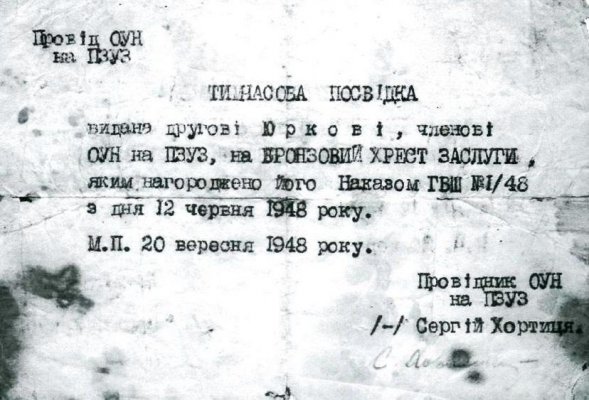 Провід ОУН
на ПЗУЗ
ТИМЧАСОВА ПОСВІДКА
видана другові Юркові, членові
ОУН на ПЗУЗ, на БРОНЗОВИЙ ХРЕСТ ЗАСЛУГИ,
яким нагороджено його Наказом ГВШ №1/48
з дня 12 червня 1948 року.
М.П. 20 вересня 1948 року.
Провідник ОУН
на ПЗУЗ
/-/ Сергій Хортиця.